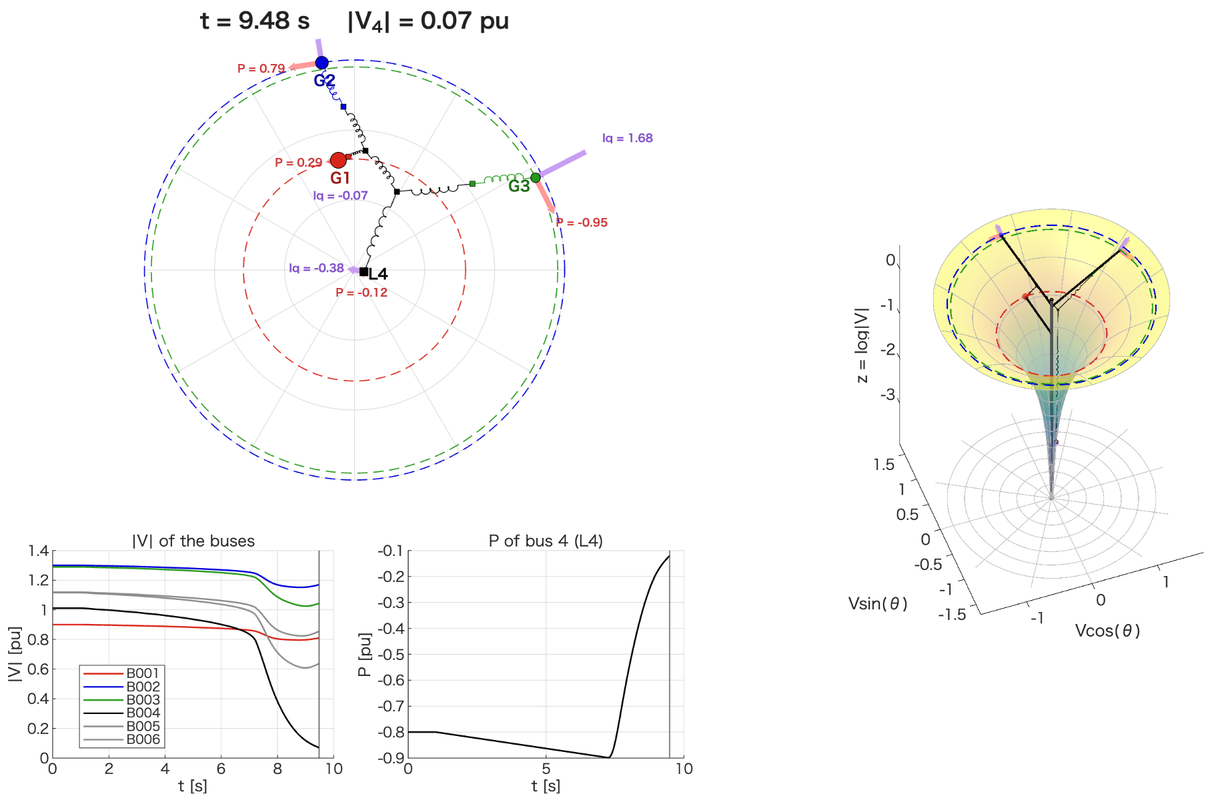 t = 9.48 s |V4| = 0.07 pu
P = 0.79
G2
Iq = 1.68
P = 0.29
G1
Iq = -0.07
G3
P = -0.95
Iq = -0.38
L4
P = -0.12
0
-1
-2
-3
z = log|V|
1.5
1
0.5
0
-0.5
-1
-1.5
Vsin(θ)
-1
0
1
Vcos(θ)
|V| of the buses
1.4
1.2
1
0.8
0.6
0.4
0.2
0
|V| [pu]
B001
B002
B003
B004
B005
B006
0 2 4 6 8 10
t [s]
P of bus 4 (L4)
-0.1
-0.2
-0.3
-0.4
-0.5
-0.6
-0.7
-0.8
-0.9
P [pu]
0 5 10
t [s]